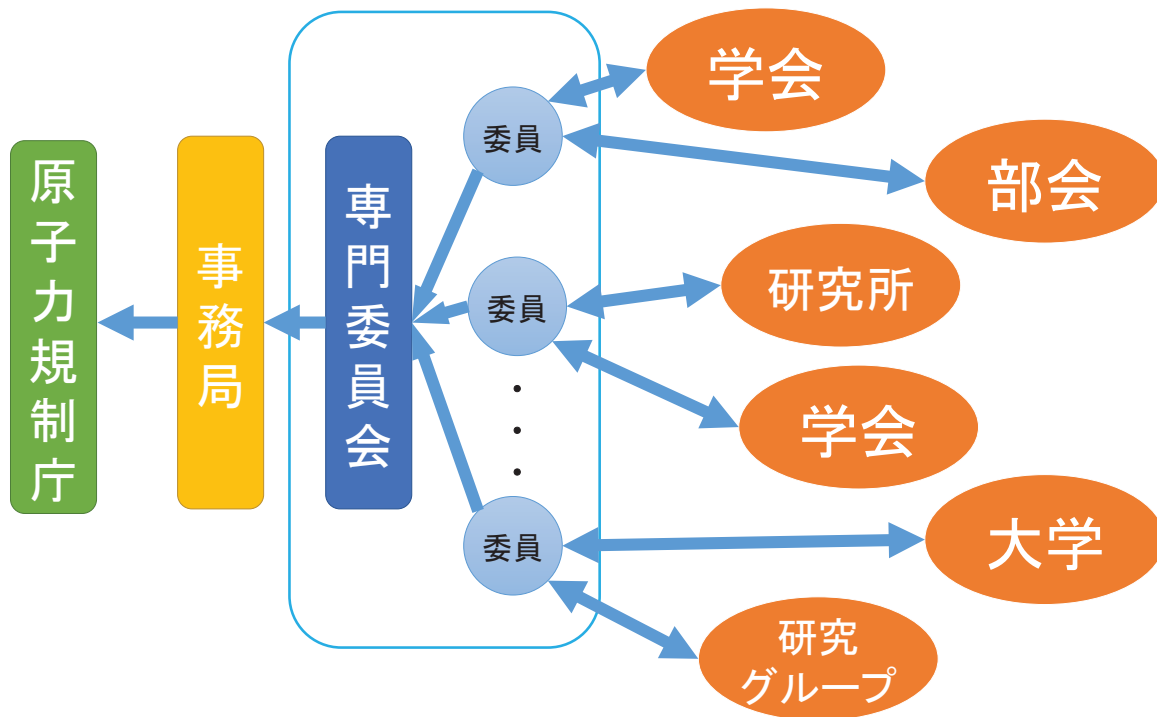 原子力規制庁
事務局
専門委員会
委員
委員
・
・
・
委員
学会
部会
研究所
学会
大学
研究
グループ